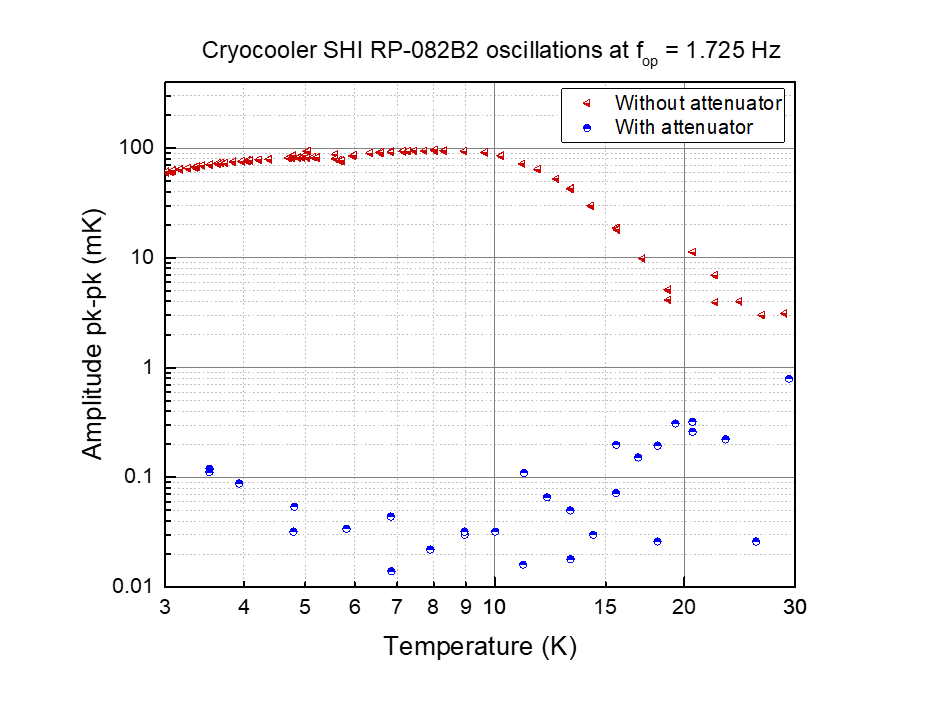 Cryocooler SHI RP-082B2 oscillations at fop = 1.725 Hz
Without attenuator
With attenuator
Amplitude pk-pk (mK)
100
10
1
0.1
0.01
3 4 5 6 7 8 9 10 15 20 30
Temperature (K)